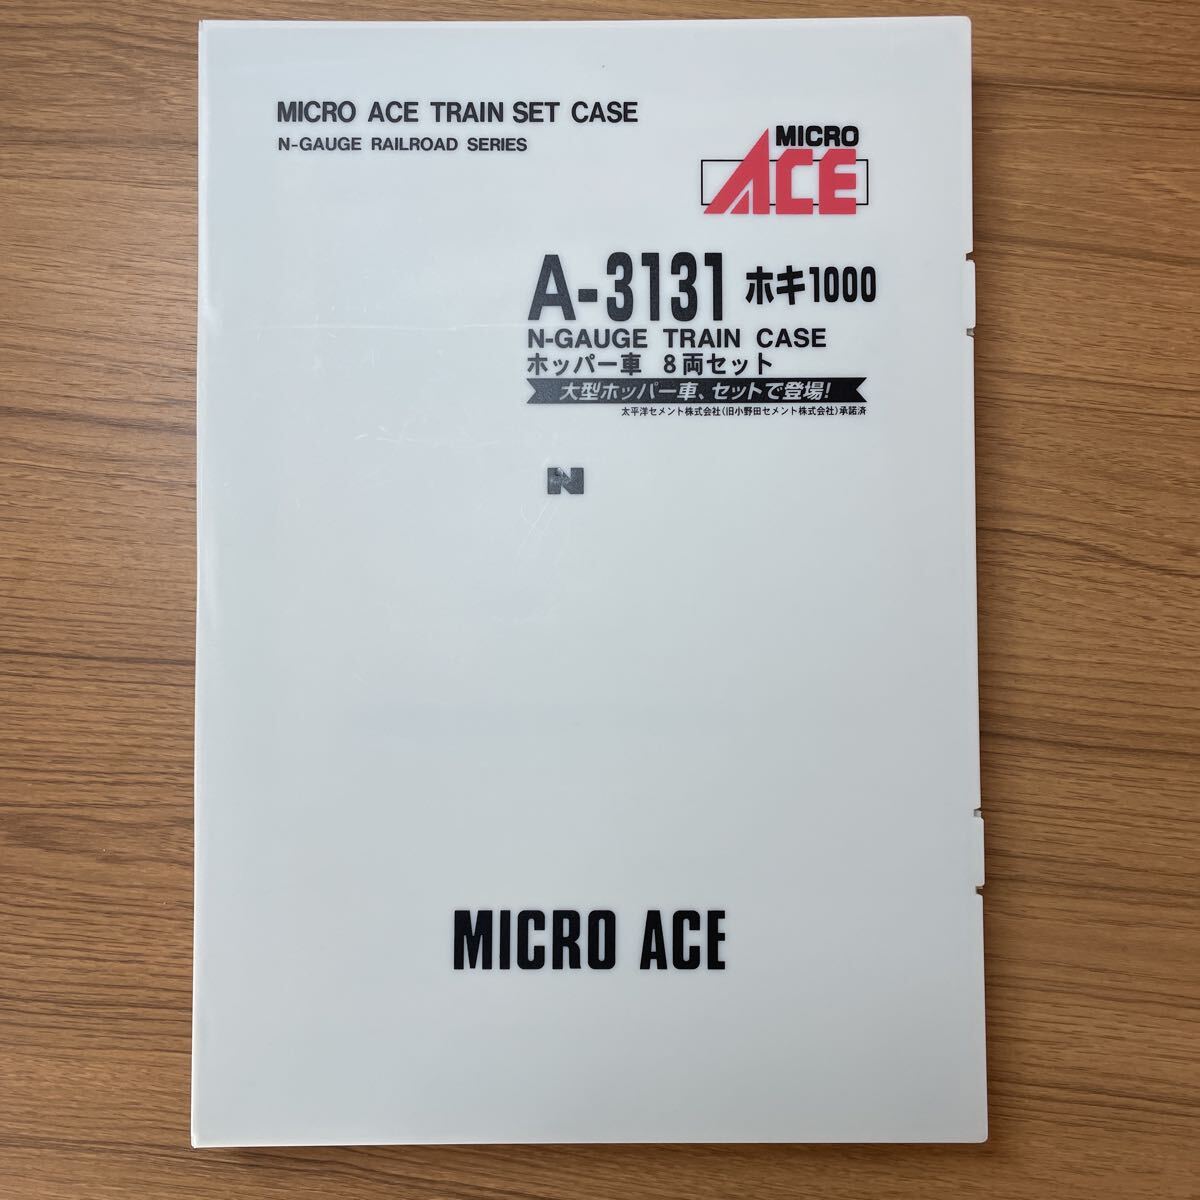 MICRO ACE TRAIN SET CASE
N-GAUGE RAILROAD SERIES
MICRO
ACE
A-3131 ホキ1000
N-GAUGE TRAIN CASE
ホッパー車 8両セット
大型ホッパー車、セットで登場!
太平洋セメント株式会社(旧小野田セメント株式会社)承諾済
N
MICRO ACE